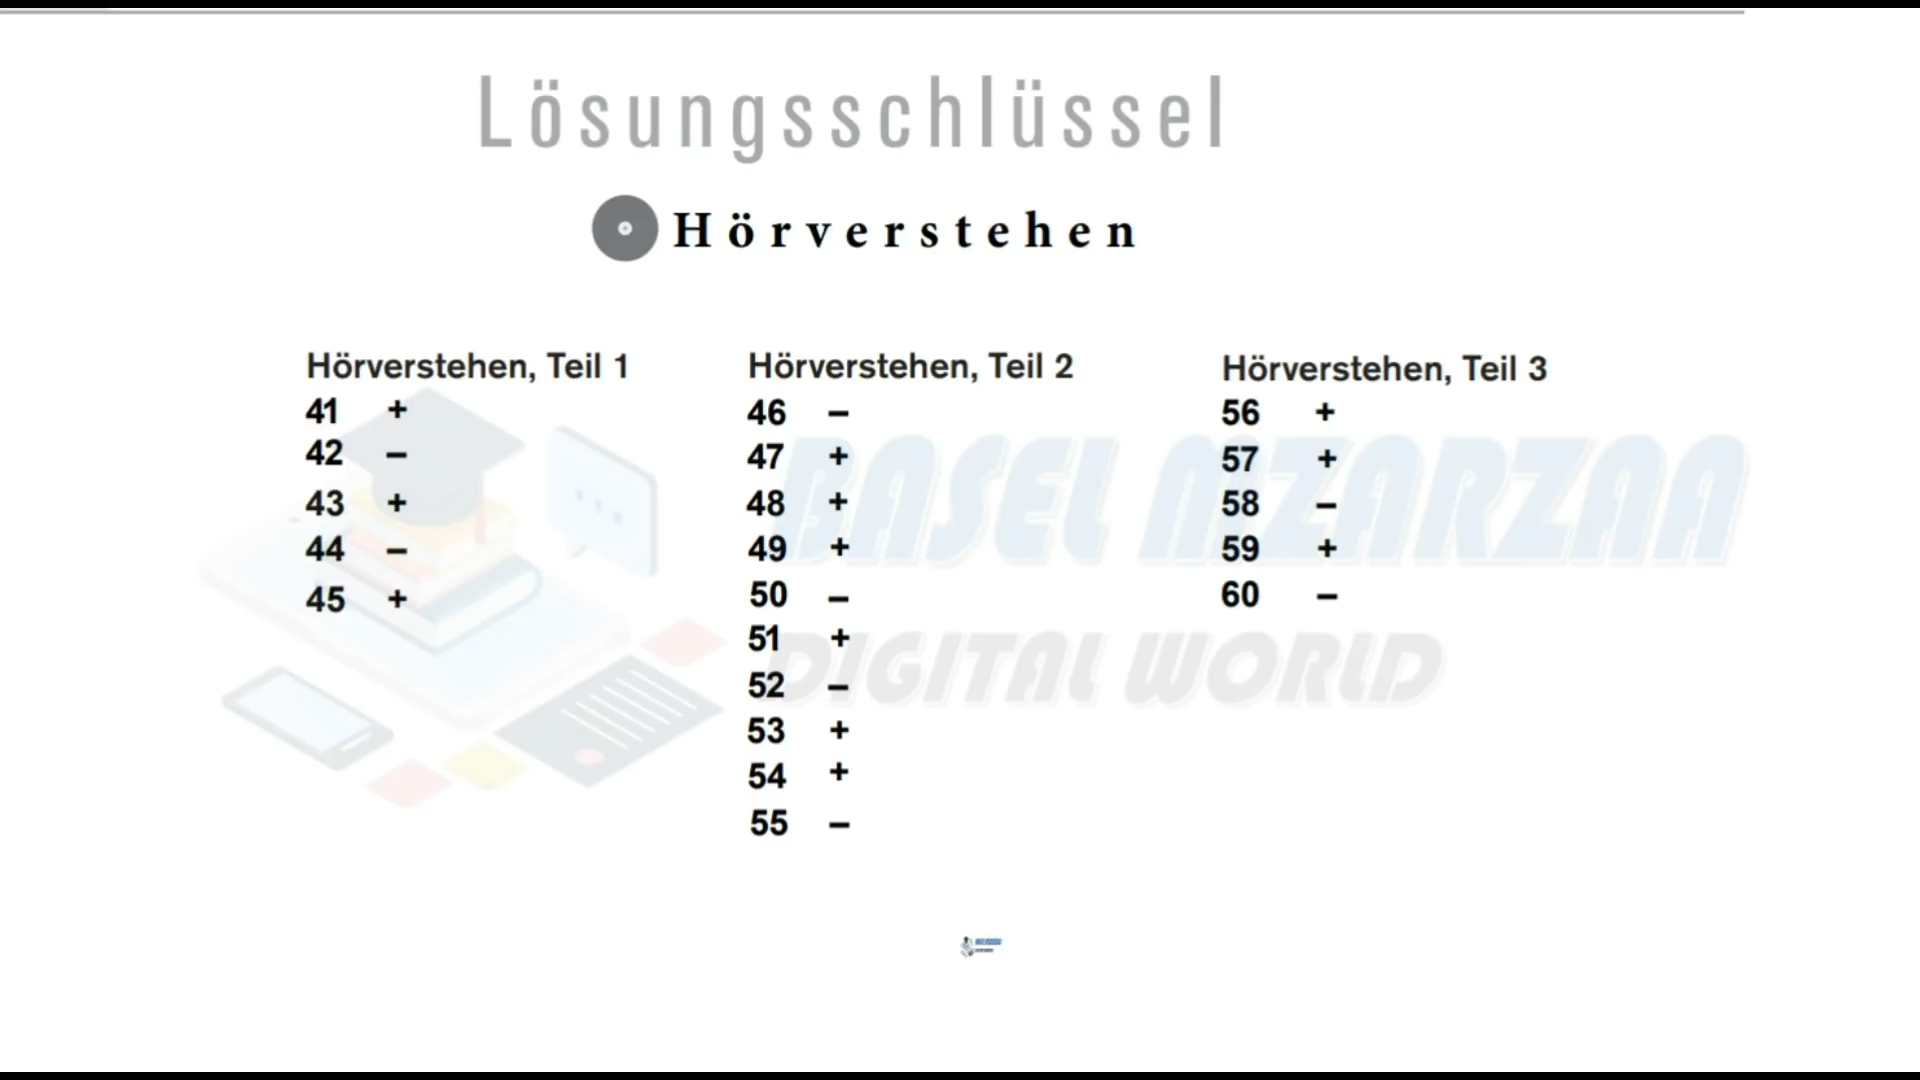 Lösungsschlüssel
Hörverstehen
Hörverstehen, Teil 1
41 +
42 –
43 +
44 –
45 +
Hörverstehen, Teil 2
46 –
47 +
48 +
49 +
50 –
51 +
52 –
53 +
54 +
55 –
Hörverstehen, Teil 3
56 +
57 +
58 –
59 +
60 –
BASEL MZARZAA
DIGITAL WORLD